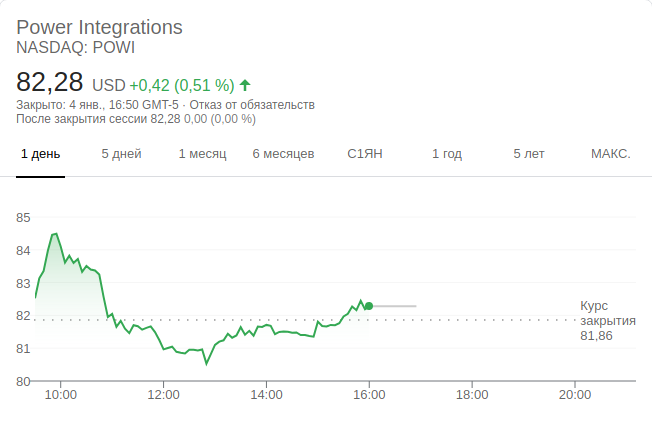 Power Integrations
NASDAQ: POWI
82,28 USD +0,42 (0,51 %)
Закрыто: 4 янв., 16:50 GMT-5 · Отказ от обязательств
После закрытия сессии 82,28 0,00 (0,00 %)
1 день 5 дней 1 месяц 6 месяцев С1ЯН 1 год 5 лет МАКС.
85
84
83
82
81
80
Курс
закрытия
81,86
10:00 12:00 14:00 16:00 18:00 20:00